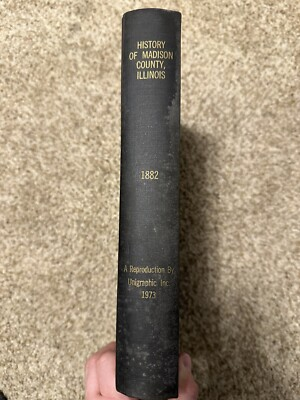 HISTORY
OF MADISON
COUNTY,
ILLINOIS
1882
A Reproduction By
Unigraphic Inc
1973